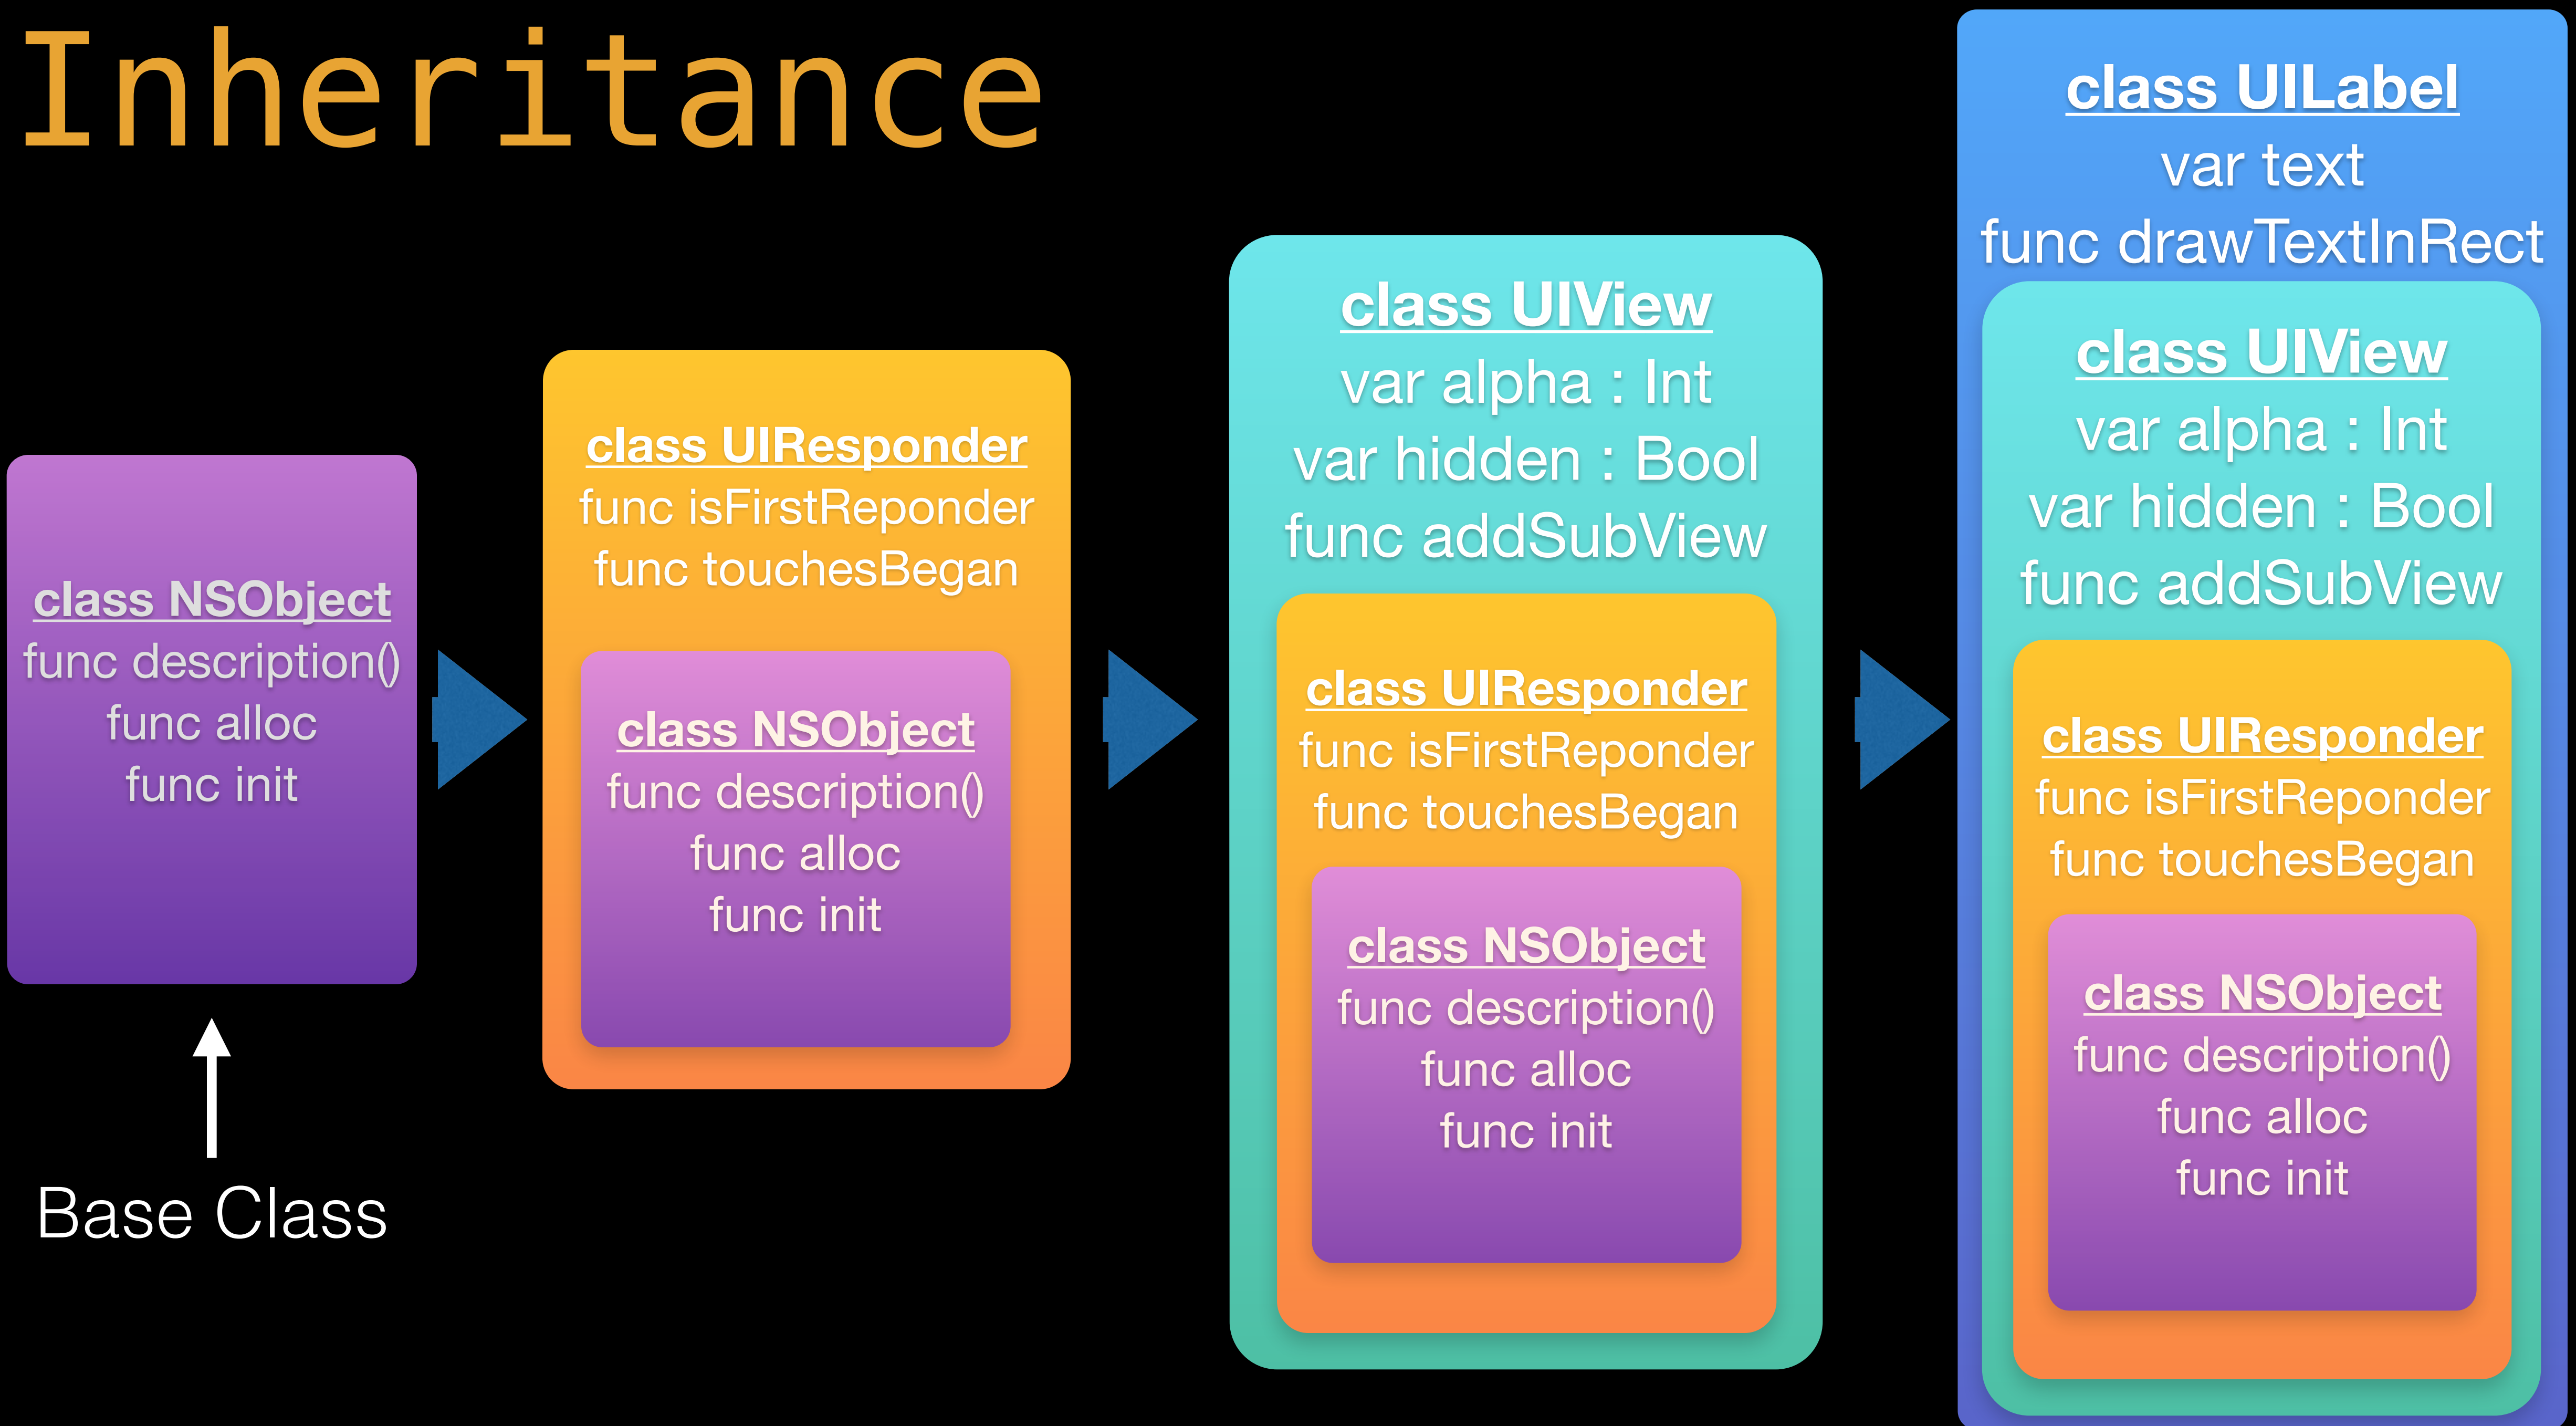 Inheritance
class NSObject
func description()
func alloc
func init
Base Class
class UIResponder
func isFirstReponder
func touchesBegan
class NSObject
func description()
func alloc
func init
class UIView
var alpha : Int
var hidden : Bool
func addSubView
class UIResponder
func isFirstReponder
func touchesBegan
class NSObject
func description()
func alloc
func init
class UILabel
var text
func drawTextInRect
class UIView
var alpha : Int
var hidden : Bool
func addSubView
class UIResponder
func isFirstReponder
func touchesBegan
class NSObject
func description()
func alloc
func init